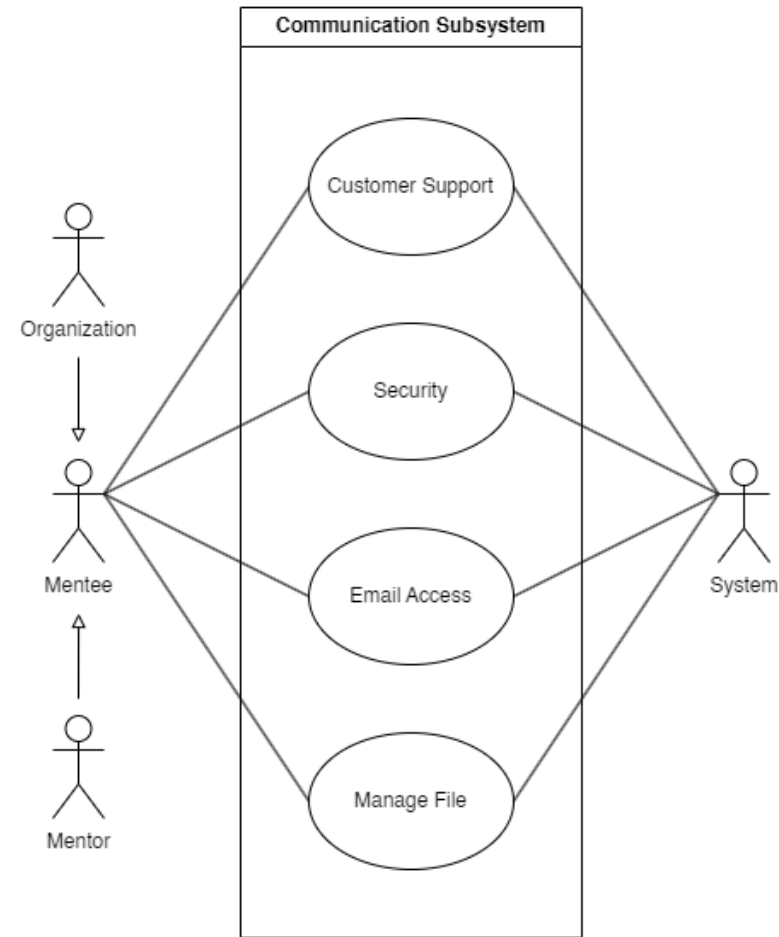 Communication Subsystem
Customer Support
Organization
Security
Mentee
System
Email Access
Manage File
Mentor